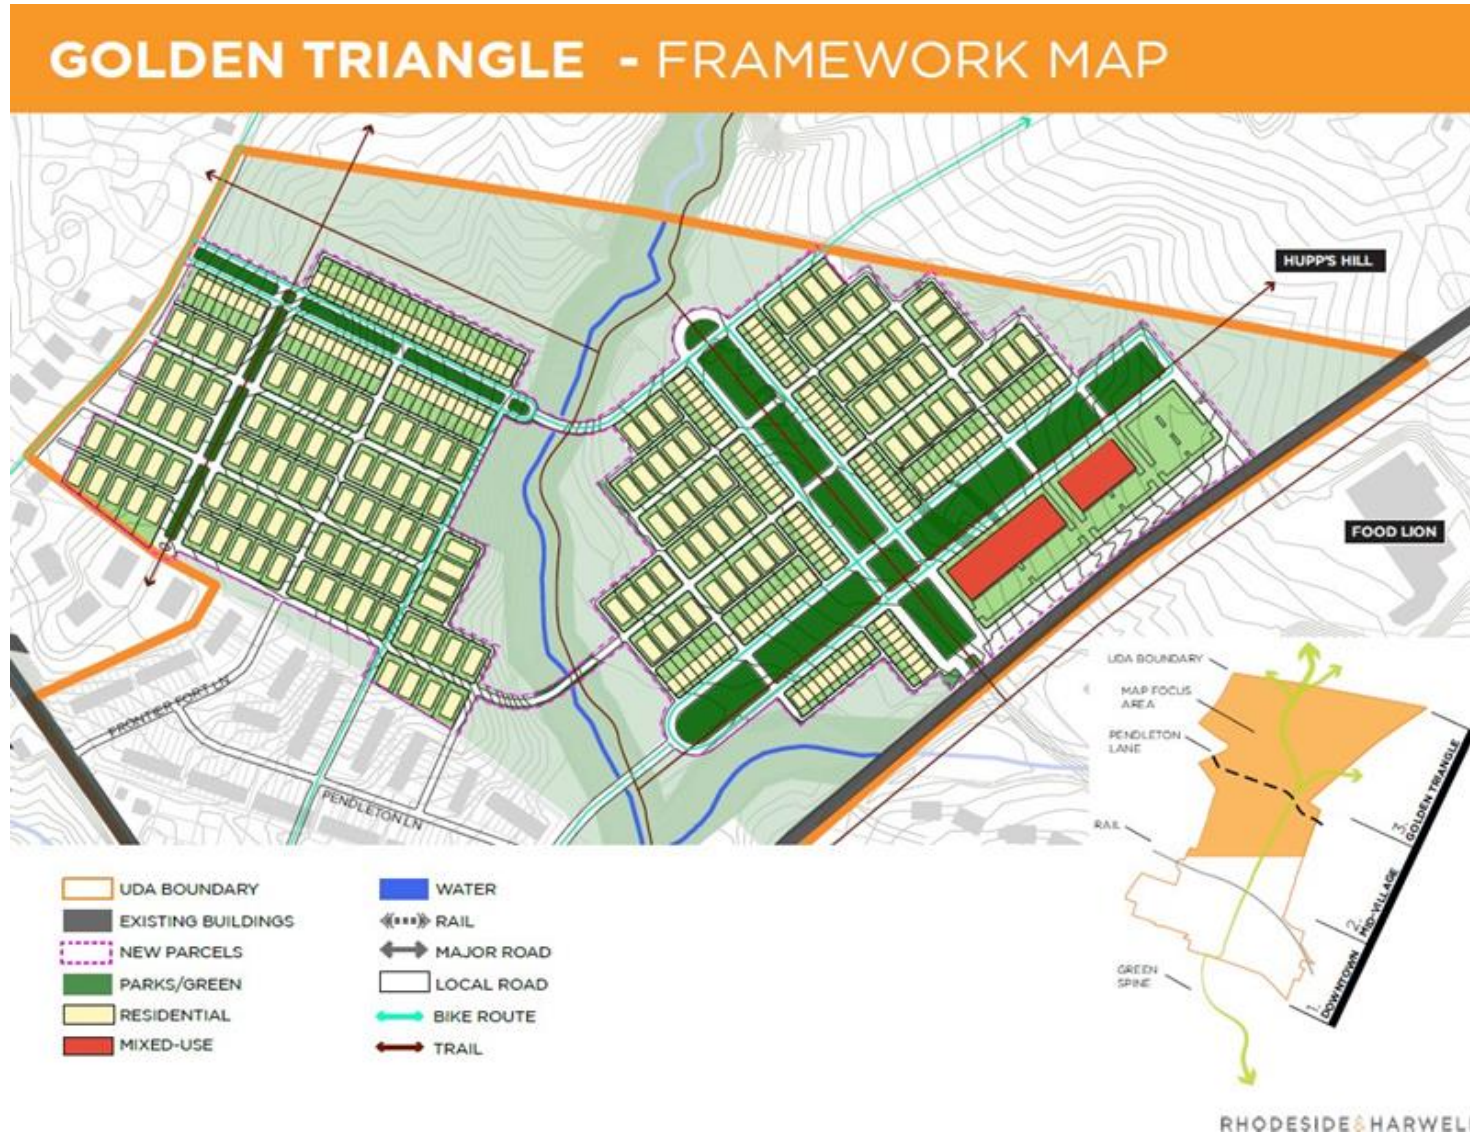 GOLDEN TRIANGLE - FRAMEWORK MAP
HUPP'S HILL
FOOD LION
FRONTIER FORT LN
PENDLETON LN
UDA BOUNDARY
MAP FOCUS
AREA
PENDLETON
LANE
RAIL
GREEN
SPINE
3.
GOLDEN TRIANGLE
2.
MID-VILLAGE
1.
DOWNTOWN
UDA BOUNDARY
EXISTING BUILDINGS
NEW PARCELS
PARKS/GREEN
RESIDENTIAL
MIXED-USE
WATER
RAIL
MAJOR ROAD
LOCAL ROAD
BIKE ROUTE
TRAIL
RHODESIDE&HARWELL